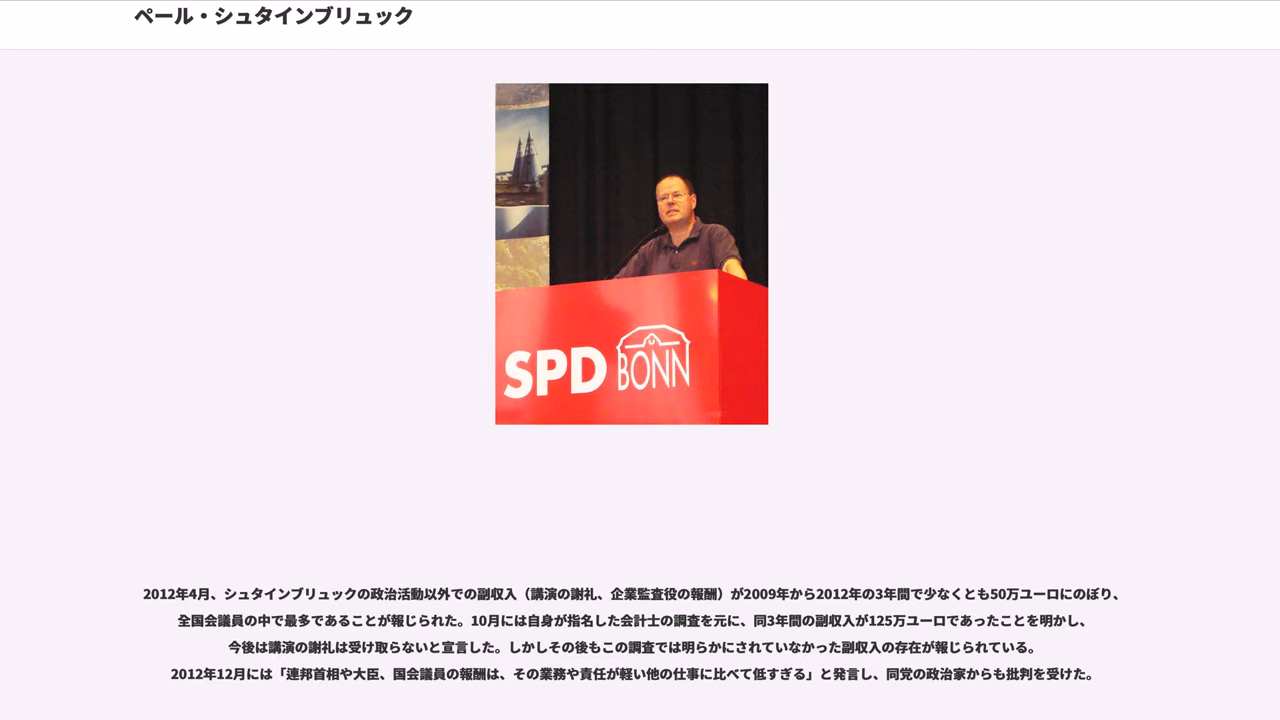 ペール・シュタインブリュック
SPD BONN
2012年4月、シュタインブリュックの政治活動以外での副収入（講演の謝礼、企業監査役の報酬）が2009年から2012年の3年間で少なくとも50万ユーロにのぼり、
全国会議員の中で最多であることが報じられた。10月には自身が指名した会計士の調査を元に、同3年間の副収入が125万ユーロであったことを明かし、
今後は講演の謝礼は受け取らないと宣言した。しかしその後もこの調査では明らかにされていなかった副収入の存在が報じられている。
2012年12月には「連邦首相や大臣、国会議員の報酬は、その業務や責任が軽い他の仕事に比べて低すぎる」と発言し、同党の政治家からも批判を受けた。